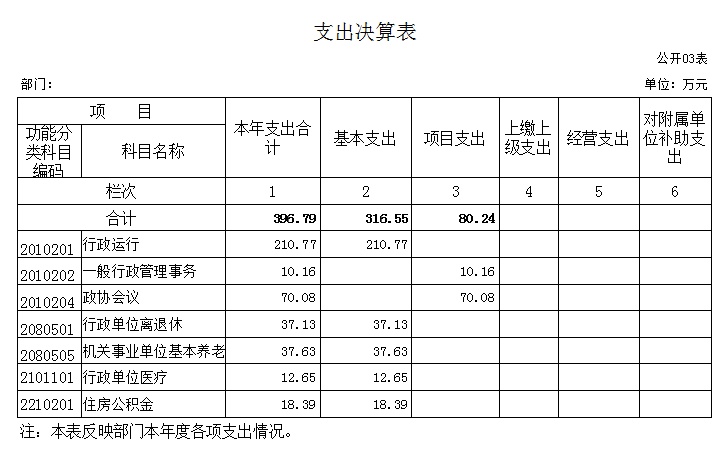 支出决算表
公开03表
部门：
单位：万元
项 目 本年支出合计 基本支出 项目支出 上缴上级支出 经营支出 对附属单位补助支出
功能分类科目编码 科目名称
栏次 1 2 3 4 5 6
合计 396.79 316.55 80.24
2010201 行政运行 210.77 210.77
2010202 一般行政管理事务 10.16 10.16
2010204 政协会议 70.08 70.08
2080501 行政单位离退休 37.13 37.13
2080505 机关事业单位基本养老 37.63 37.63
2101101 行政单位医疗 12.65 12.65
2210201 住房公积金 18.39 18.39
注：本表反映部门本年度各项支出情况。